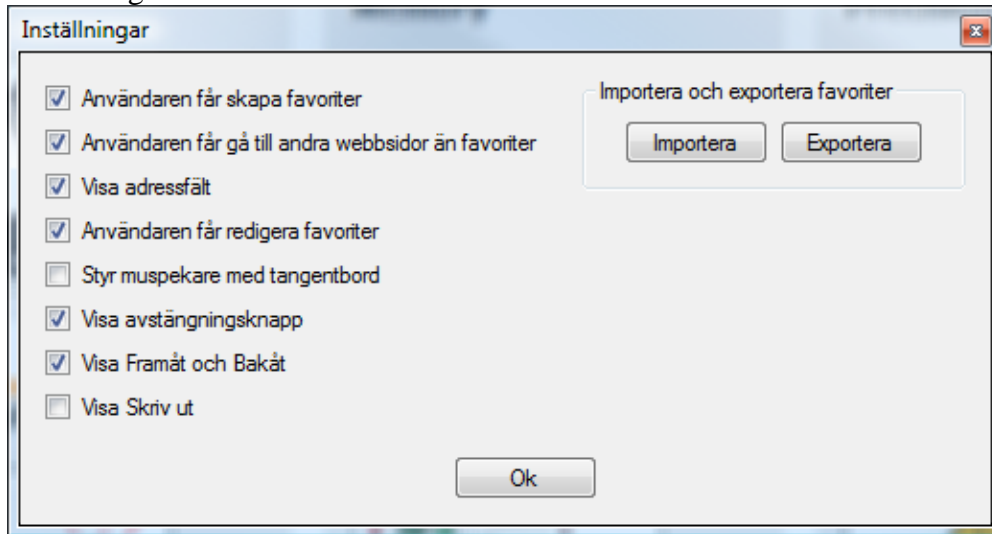 Inställningar
Användaren får skapa favoriter
Användaren får gå till andra webbsidor än favoriter
Visa adressfält
Användaren får redigera favoriter
Styr muspekare med tangentbord
Visa avstängningsknapp
Visa Framåt och Bakåt
Visa Skriv ut
Importera och exportera favoriter
Importera Exportera
Ok